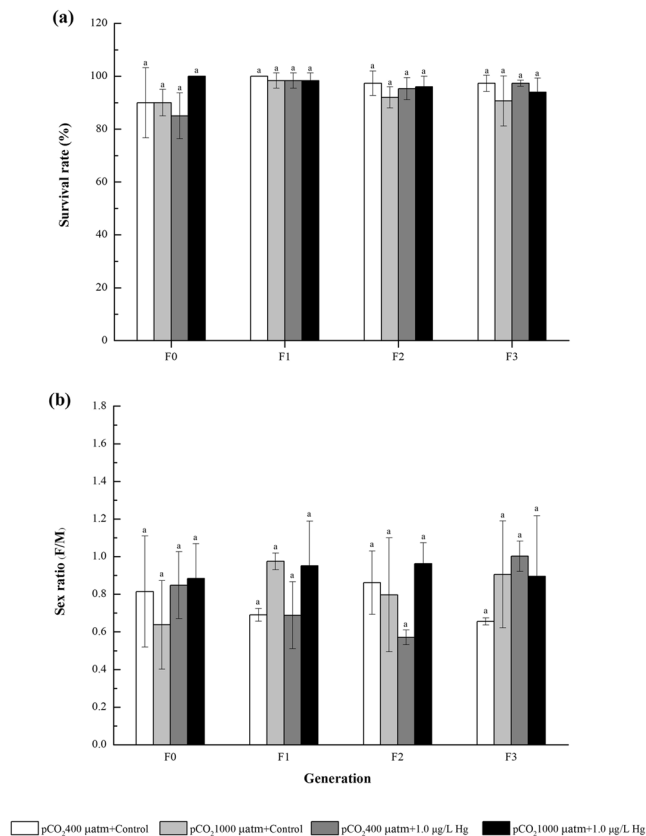 (a)
120
100
80
60
40
20
0
Survival rate (%)
a a a a a a a a a a a a a a a a
F0 F1 F2 F3
(b)
1.8
1.6
1.4
1.2
1.0
0.8
0.6
0.4
0.2
0.0
Sex ratio (F/M)
a a a a a a a a a a a a a a a a
F0 F1 F2 F3
Generation
pCO₂400 μatm+Control pCO₂1000 μatm+Control pCO₂400 μatm+1.0 μg/L Hg pCO₂1000 μatm+1.0 μg/L Hg